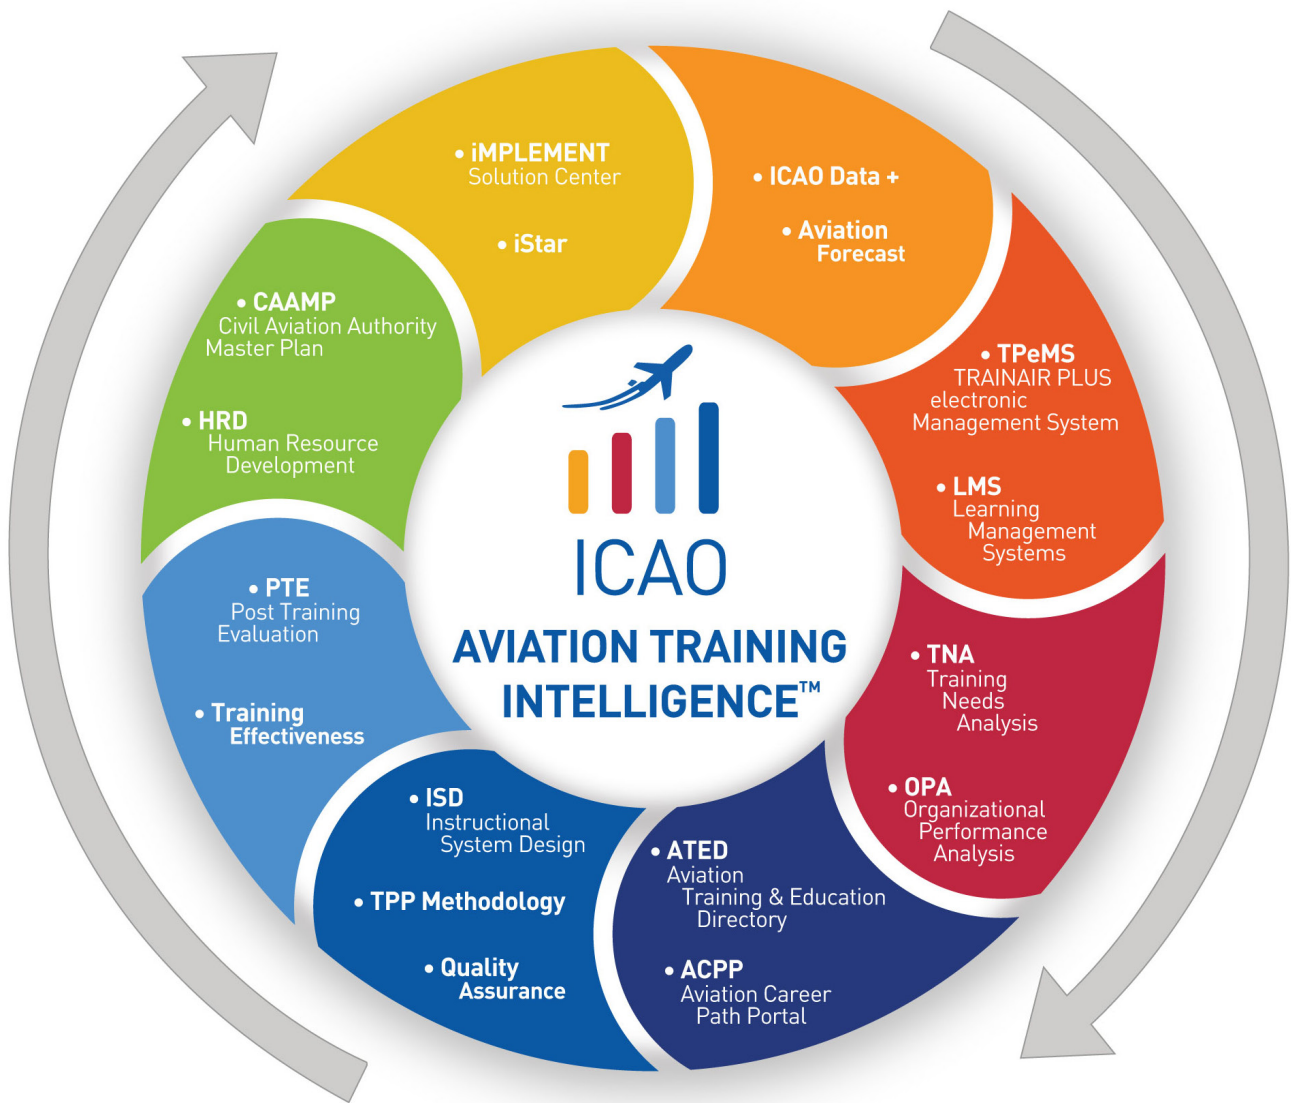 • iMPLEMENT
Solution Center
• iStar
• ICAO Data +
• Aviation
Forecast
• TPeMS
TRAINAIR PLUS
electronic
Management System
• LMS
Learning
Management
Systems
• TNA
Training
Needs
Analysis
• OPA
Organizational
Performance
Analysis
• ATED
Aviation
Training & Education
Directory
• ACPP
Aviation Career
Path Portal
• ISD
Instructional
System Design
• TPP Methodology
• Quality
Assurance
• PTE
Post Training
Evaluation
• Training
Effectiveness
• CAAMP
Civil Aviation Authority
Master Plan
• HRD
Human Resource
Development
ICAO
AVIATION TRAINING
INTELLIGENCE™